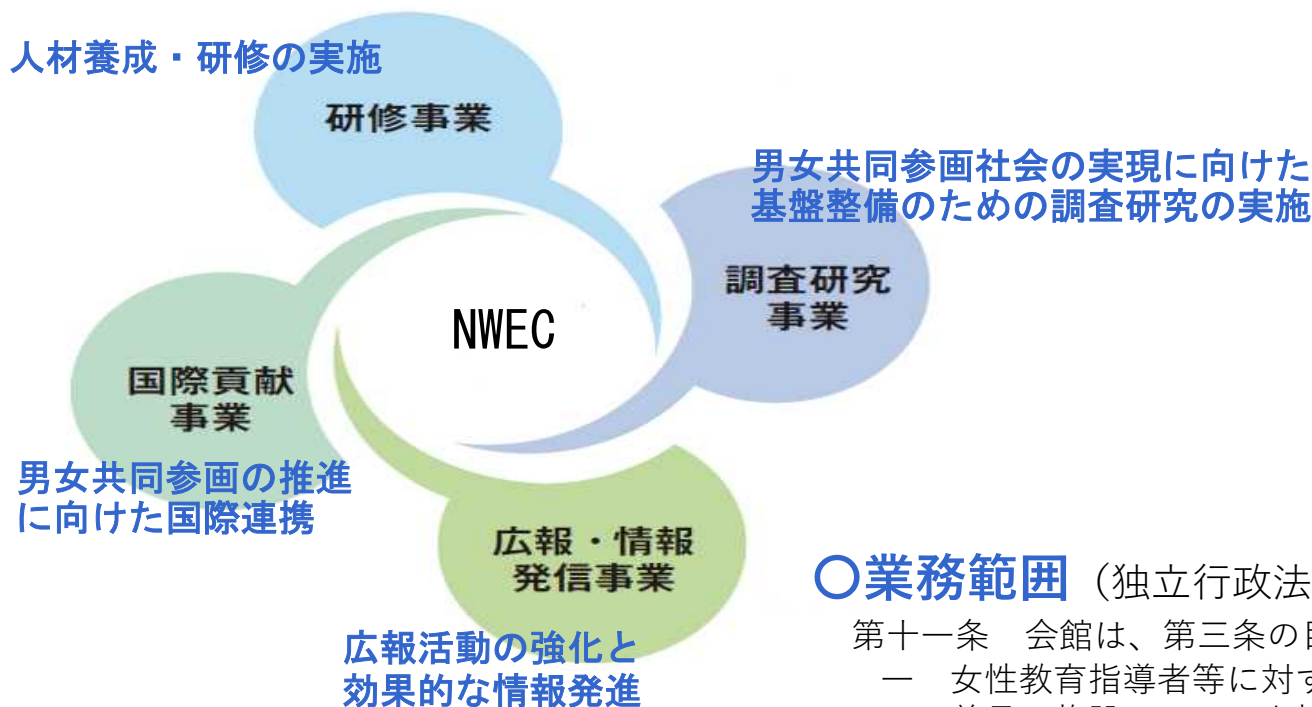 人材養成・研修の実施
研修事業
男女共同参画社会の実現に向けた
基盤整備のための調査研究の実施
調査研究
事業
NWEC
国際貢献
事業
男女共同参画の推進
に向けた国際連携
広報・情報
発信事業
広報活動の強化と
効果的な情報発進
〇業務範囲（独立行政法
第十一条　会館は、第三条の
一　女性教育指導者等に対